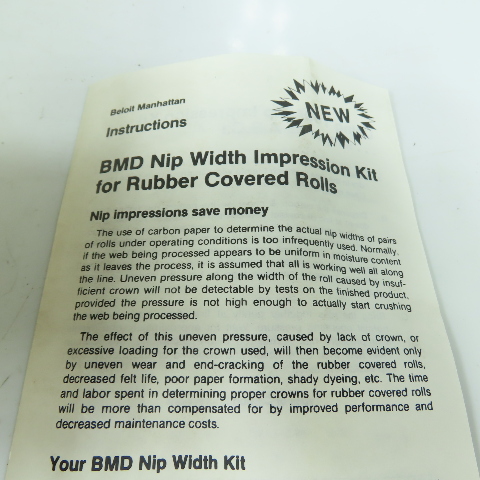 Beloit Manhattan
Instructions
NEW
BMD Nip Width Impression Kit
for Rubber Covered Rolls
Nip impressions save money
The use of carbon paper to determine the actual nip widths of pairs
of rolls under operating conditions is too infrequently used. Normally,
if the web being processed appears to be uniform in moisture content
as it leaves the process, it is assumed that all is working well all along
the line. Uneven pressure along the width of the roll caused by insuf-
ficient crown will not be detectable by tests on the finished product,
provided the pressure is not high enough to actually start crushing
the web being processed.
The effect of this uneven pressure, caused by lack of crown, or
excessive loading for the crown used, will then become evident only
by uneven wear and end-cracking of the rubber covered rolls,
decreased felt life, poor paper formation, shady dyeing, etc. The time
and labor spent in determining proper crowns for rubber covered rolls
will be more than compensated for by improved performance and
decreased maintenance costs.
Your BMD Nip Width Kit